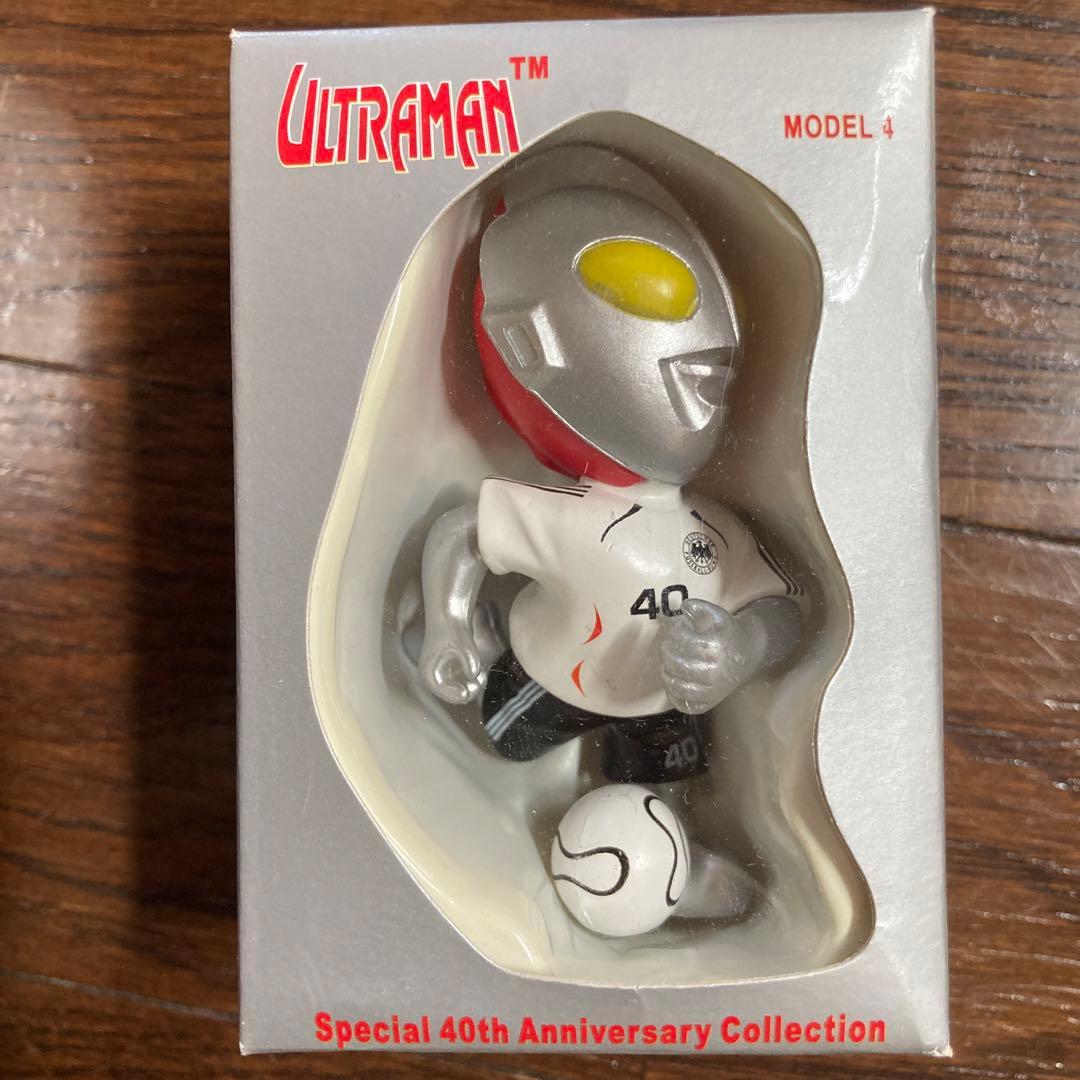 ULTRAMAN™
MODEL 4
40
40
Special 40th Anniversary Collection